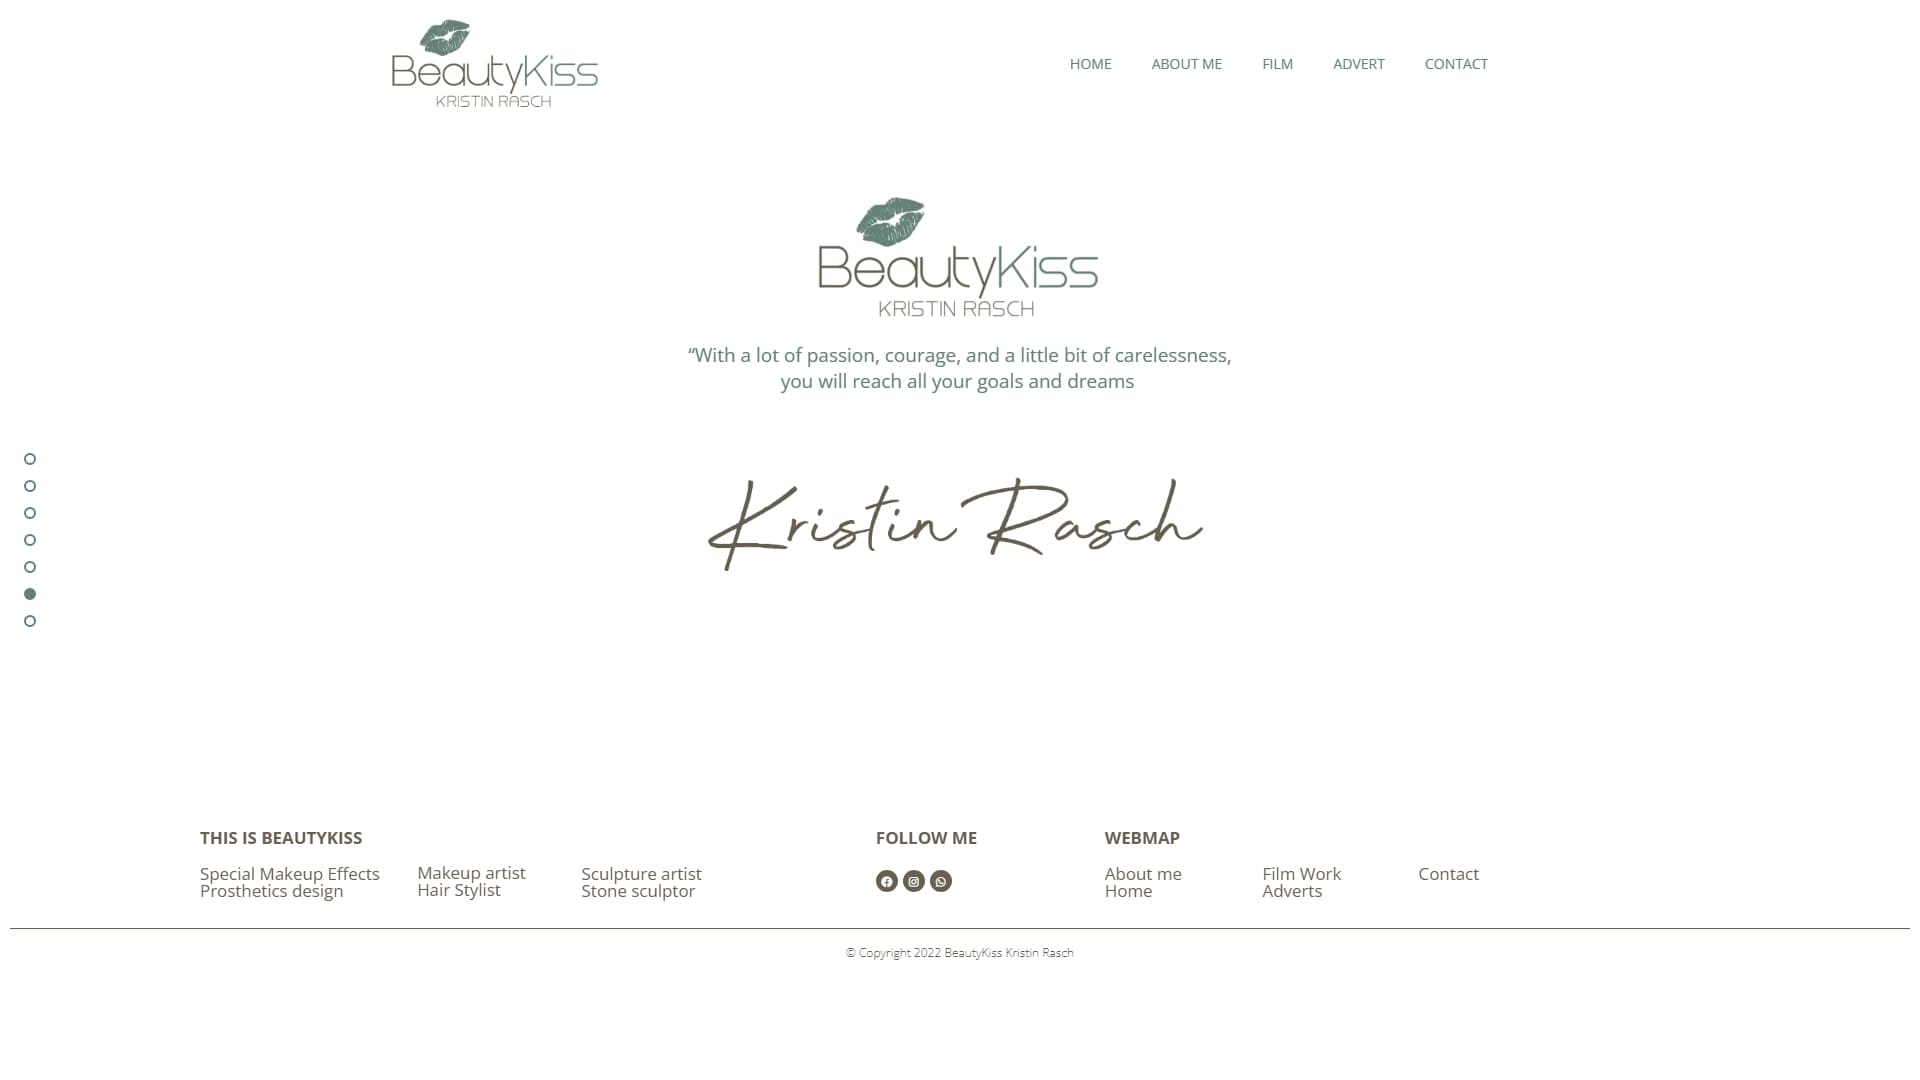 BeautyKiss
KRISTIN RASCH
HOME ABOUT ME FILM ADVERT CONTACT
BeautyKiss
KRISTIN RASCH
“With a lot of passion, courage, and a little bit of carelessness,
you will reach all your goals and dreams
Kristin Rasch
THIS IS BEAUTYKISS
Special Makeup Effects
Prosthetics design
Makeup artist
Hair Stylist
Sculpture artist
Stone sculptor
FOLLOW ME
WEBMAP
About me
Home
Film Work
Adverts
Contact
© Copyright 2022 BeautyKiss Kristin Rasch